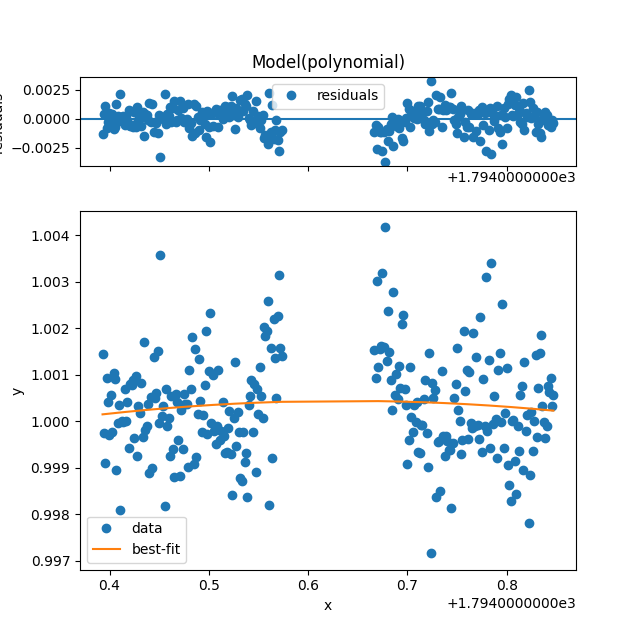 Model(polynomial)
0.0025
0.0000
−0.0025
residuals
+1.7940000000e3
1.004
1.003
1.002
1.001
1.000
0.999
0.998
0.997
y
data
best-fit
0.4 0.5 0.6 0.7 0.8
x
+1.7940000000e3